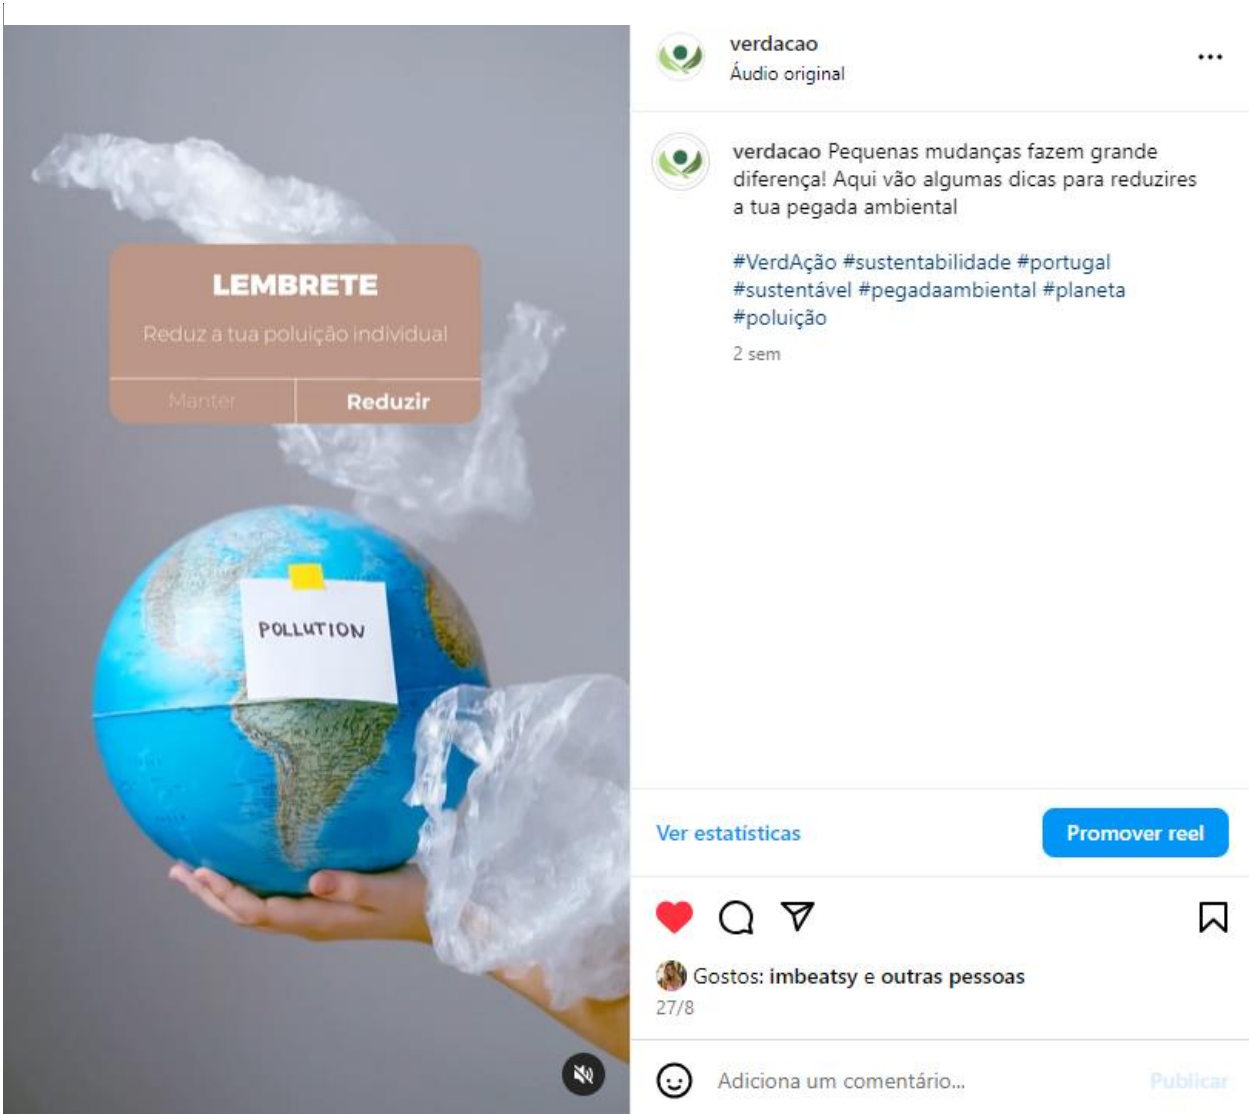 LEMBRETE
Reduz a tua poluição individual
Manter
Reduzir
POLLUTION
verdacao
Áudio original
verdacao Pequenas mudanças fazem grande
diferença! Aqui vão algumas dicas para reduzires
a tua pegada ambiental
#VerdAção #sustentabilidade #portugal
#sustentável #pegadaambiental #planeta
#poluição
2 sem
Ver estatísticas
Promover reel
Gostos: imbeatsy e outras pessoas
27/8
Adiciona um comentário...
Publicar